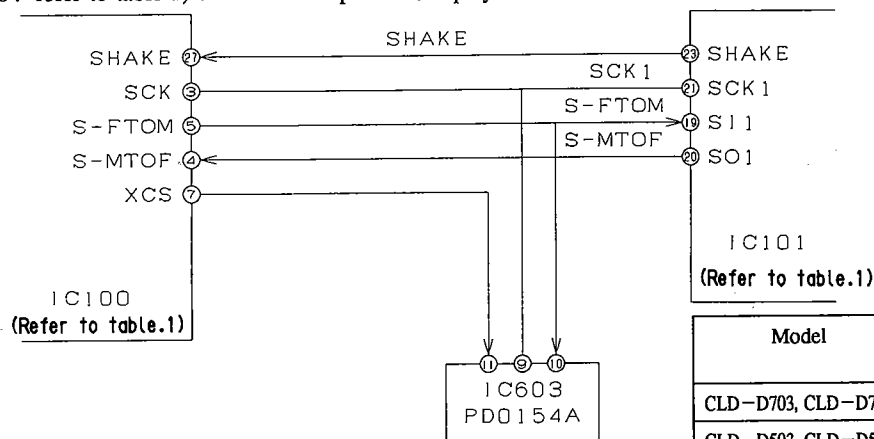 SHAKE
SHAKE 27
23 SHAKE
SCK1
SCK 3
21 SCK1
S-FTOM
S-FTOM 5
19 SI1
S-MTOF
S-MTOF 4
20 SO1
XCS 7
IC101
(Refer to table.1)
IC100
(Refer to table.1)
11 9 10
IC603
PD0154A
Model
CLD-D703, CLD-D7